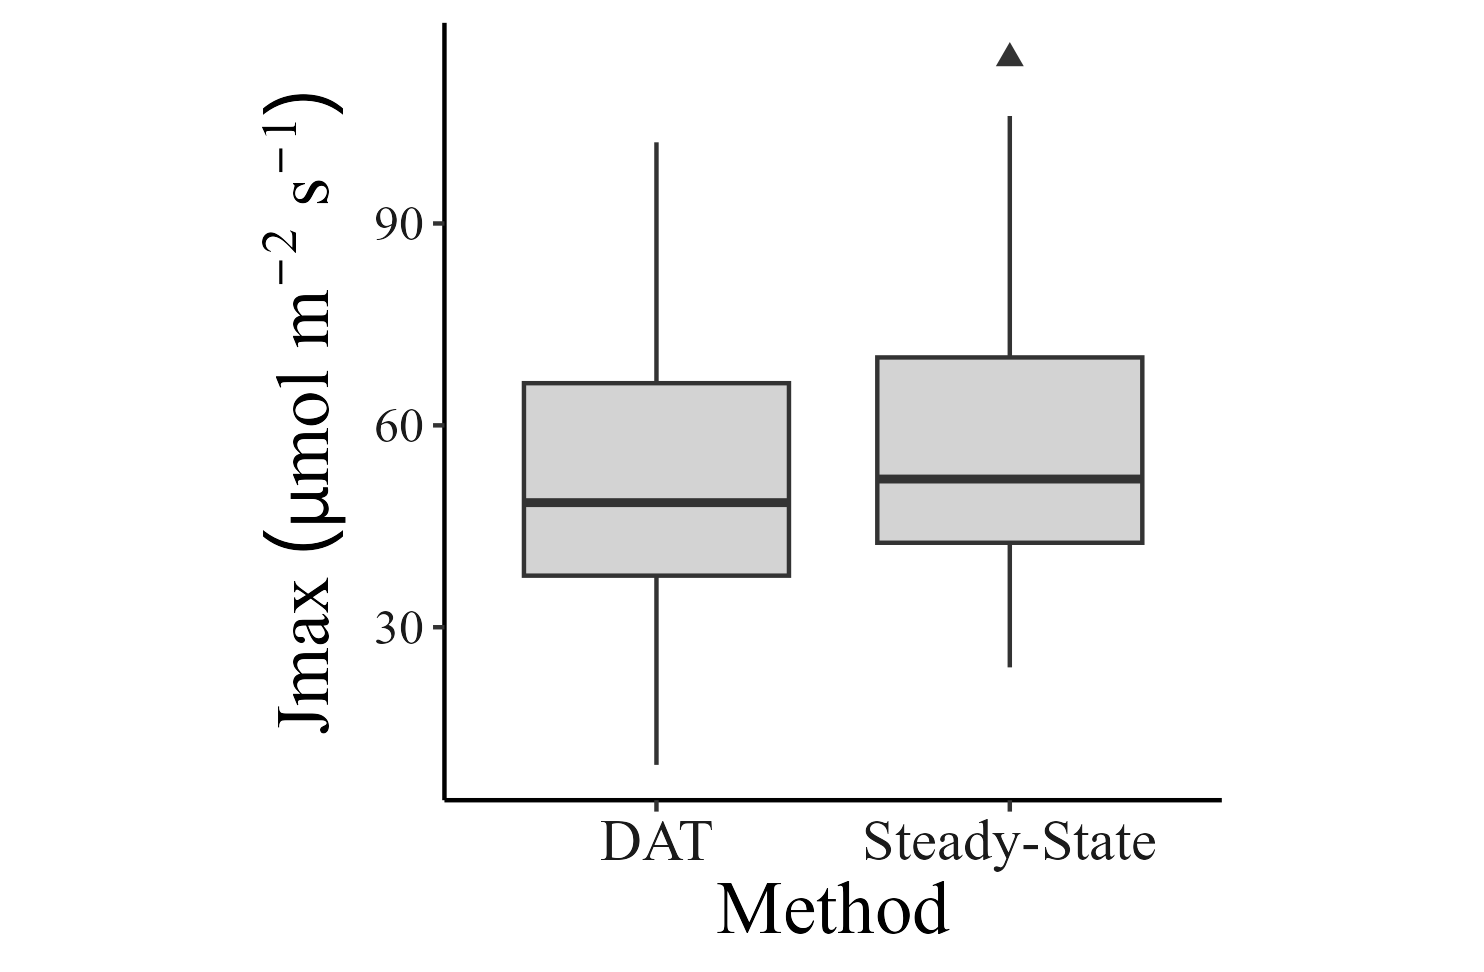 Jmax (μmol m⁻² s⁻¹)
90
60
30
DAT Steady-State
Method